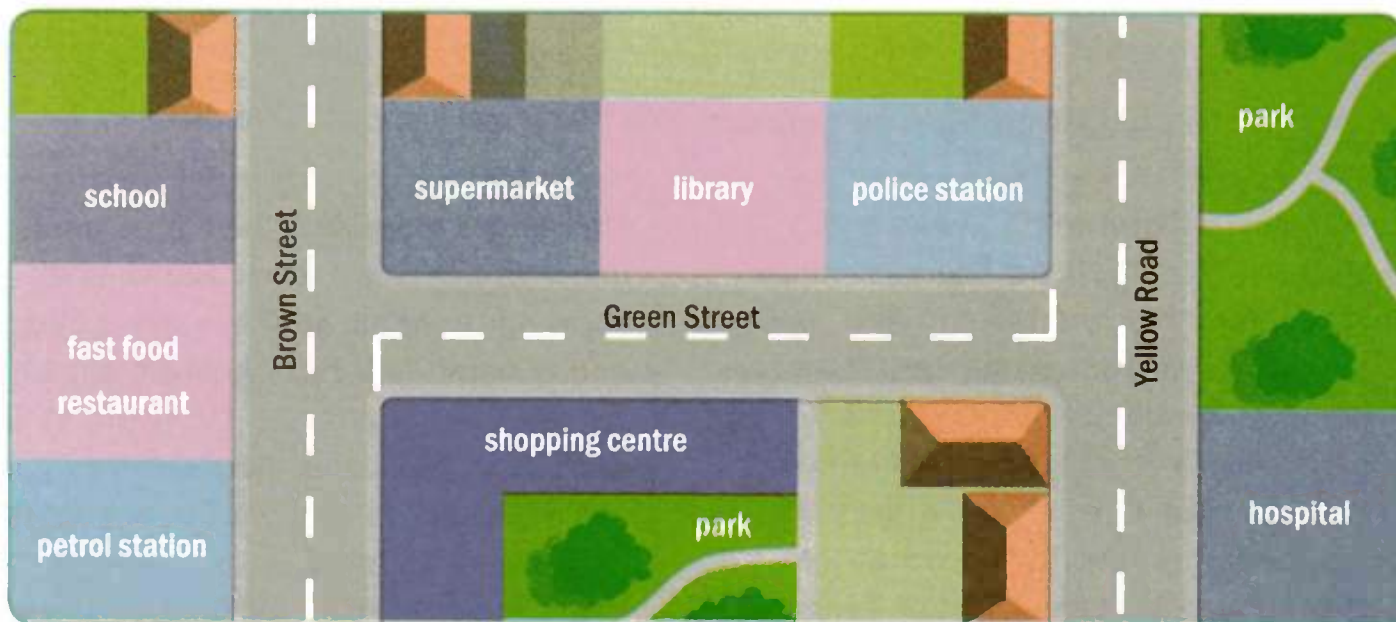 park
school
supermarket
library
police station
Brown Street
Green Street
Yellow Road
fast food
restaurant
shopping centre
park
hospital
petrol station